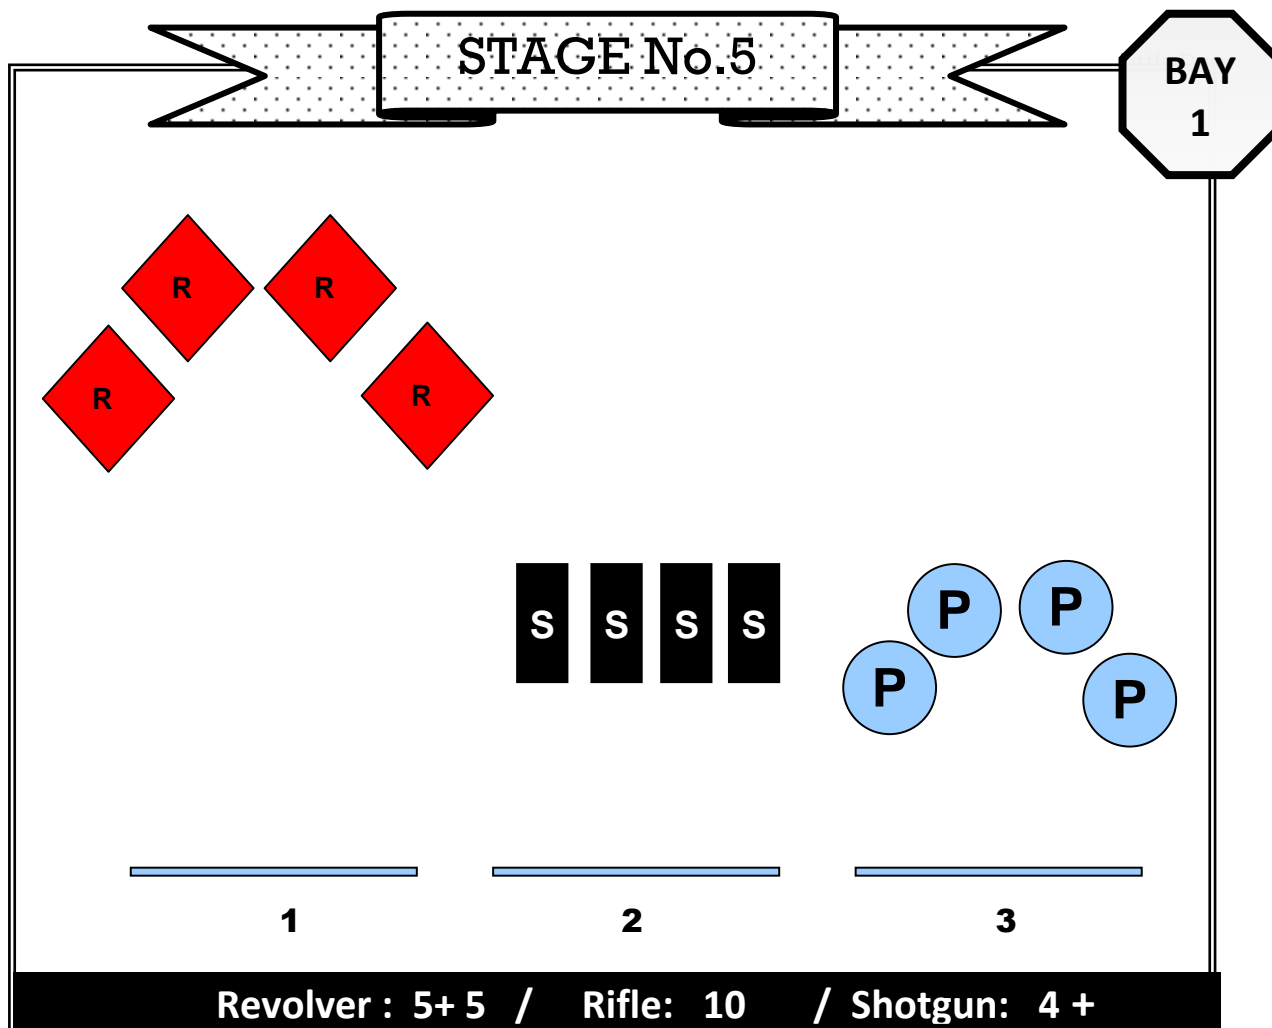 STAGE No.5
BAY
1
R R
R R
S S S S
P P
P P
1 2 3
Revolver : 5+ 5 / Rifle: 10 / Shotgun: 4 +